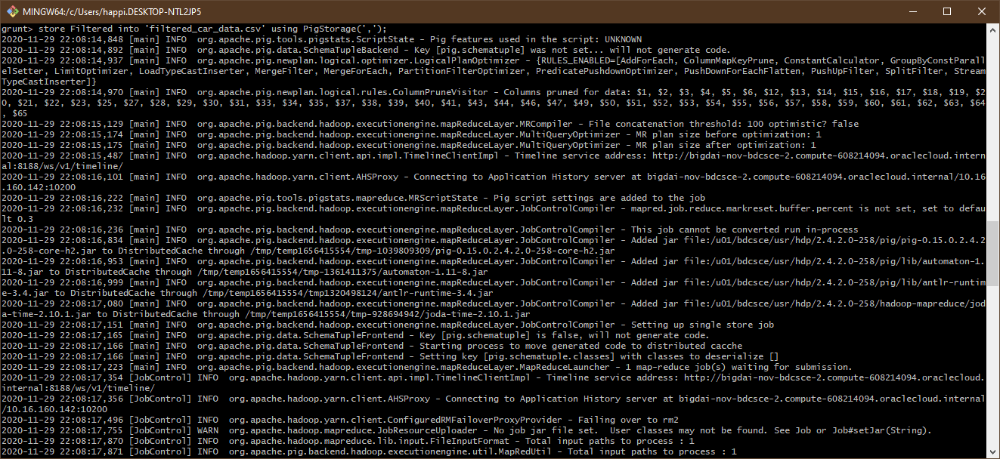 MINGW64:/c/Users/happi.DESKTOP-NTL2JP5
grunt> store Filtered into 'filtered_car_data.csv' using PigStorage(',');
2020-11-29 22:08:14,848 [main] INFO  org.apache.pig.tools.pigstats.ScriptState - Pig features used in the script: UNKNOWN
2020-11-29 22:08:14,892 [main] INFO  org.apache.pig.data.SchemaTupleBackend - Key [pig.schematuple] was not set... will not generate code.
2020-11-29 22:08:14,937 [main] INFO  org.apache.pig.newplan.logical.optimizer.LogicalPlanOptimizer - {RULES_ENABLED=[AddForEach, ColumnMapKeyPrune, ConstantCalculator, GroupByConstParall
elSetter, LimitOptimizer, LoadTypeCastInserter, MergeFilter, MergeForEach, PartitionFilterOptimizer, PredicatePushdownOptimizer, PushDownForEachFlatten, PushUpFilter, SplitFilter, Stream
TypeCastInserter]}
2020-11-29 22:08:14,970 [main] INFO  org.apache.pig.newplan.logical.rules.ColumnPruneVisitor - Columns pruned for data: $1, $2, $3, $4, $5, $6, $12, $13, $14, $15, $16, $17, $18, $19, $2
0, $21, $22, $23, $25, $27, $28, $29, $30, $31, $33, $34, $35, $37, $38, $39, $40, $41, $43, $44, $46, $47, $49, $50, $51, $52, $53, $54, $55, $56, $57, $58, $59, $60, $61, $62, $63, $64
, $65
2020-11-29 22:08:15,129 [main] INFO  org.apache.pig.backend.hadoop.executionengine.mapReduceLayer.MRCompiler - File concatenation threshold: 100 optimistic? false
2020-11-29 22:08:15,174 [main] INFO  org.apache.pig.backend.hadoop.executionengine.mapReduceLayer.MultiQueryOptimizer - MR plan size before optimization: 1
2020-11-29 22:08:15,175 [main] INFO  org.apache.pig.backend.hadoop.executionengine.mapReduceLayer.MultiQueryOptimizer - MR plan size after optimization: 1
2020-11-29 22:08:15,487 [main] INFO  org.apache.hadoop.yarn.client.api.impl.TimelineClientImpl - Timeline service address: http://bigdai-nov-bdcsce-2.compute-608214094.oraclecloud.intern
al:8188/ws/v1/timeline/
2020-11-29 22:08:16,101 [main] INFO  org.apache.hadoop.yarn.client.AHSProxy - Connecting to Application History server at bigdai-nov-bdcsce-2.compute-608214094.oraclecloud.internal/10.16
.160.142:10200
2020-11-29 22:08:16,222 [main] INFO  org.apache.pig.tools.pigstats.mapreduce.MRScriptState - Pig script settings are added to the job
2020-11-29 22:08:16,232 [main] INFO  org.apache.pig.backend.hadoop.executionengine.mapReduceLayer.JobControlCompiler - mapred.job.reduce.markreset.buffer.percent is not set, set to defau
lt 0.3
2020-11-29 22:08:16,236 [main] INFO  org.apache.pig.backend.hadoop.executionengine.mapReduceLayer.JobControlCompiler - This job cannot be converted run in-process
2020-11-29 22:08:16,834 [main] INFO  org.apache.pig.backend.hadoop.executionengine.mapReduceLayer.JobControlCompiler - Added jar file:/u01/bdcsce/usr/hdp/2.4.2.0-258/pig/pig-0.15.0.2.4.2
.0-258-core-h2.jar to DistributedCache through /tmp/temp1656415554/tmp-1039809309/pig-0.15.0.2.4.2.0-258-core-h2.jar
2020-11-29 22:08:16,953 [main] INFO  org.apache.pig.backend.hadoop.executionengine.mapReduceLayer.JobControlCompiler - Added jar file:/u01/bdcsce/usr/hdp/2.4.2.0-258/pig/lib/automaton-1.
11-8.jar to DistributedCache through /tmp/temp1656415554/tmp-1361411375/automaton-1.11-8.jar
2020-11-29 22:08:16,999 [main] INFO  org.apache.pig.backend.hadoop.executionengine.mapReduceLayer.JobControlCompiler - Added jar file:/u01/bdcsce/usr/hdp/2.4.2.0-258/pig/lib/antlr-runtim
e-3.4.jar to DistributedCache through /tmp/temp1656415554/tmp1320498124/antlr-runtime-3.4.jar
2020-11-29 22:08:17,080 [main] INFO  org.apache.pig.backend.hadoop.executionengine.mapReduceLayer.JobControlCompiler - Added jar file:/u01/bdcsce/usr/hdp/2.4.2.0-258/hadoop-mapreduce/jod
a-time-2.10.1.jar to DistributedCache through /tmp/temp1656415554/tmp-928694942/joda-time-2.10.1.jar
2020-11-29 22:08:17,151 [main] INFO  org.apache.pig.backend.hadoop.executionengine.mapReduceLayer.JobControlCompiler - Setting up single store job
2020-11-29 22:08:17,165 [main] INFO  org.apache.pig.data.SchemaTupleFrontend - Key [pig.schematuple] is false, will not generate code.
2020-11-29 22:08:17,166 [main] INFO  org.apache.pig.data.SchemaTupleFrontend - Starting process to move generated code to distributed cacche
2020-11-29 22:08:17,166 [main] INFO  org.apache.pig.data.SchemaTupleFrontend - Setting key [pig.schematuple.classes] with classes to deserialize []
2020-11-29 22:08:17,223 [main] INFO  org.apache.pig.backend.hadoop.executionengine.mapReduceLayer.MapReduceLauncher - 1 map-reduce job(s) waiting for submission.
2020-11-29 22:08:17,354 [JobControl] INFO  org.apache.hadoop.yarn.client.api.impl.TimelineClientImpl - Timeline service address: http://bigdai-nov-bdcsce-2.compute-608214094.oraclecloud.
internal:8188/ws/v1/timeline/
2020-11-29 22:08:17,356 [JobControl] INFO  org.apache.hadoop.yarn.client.AHSProxy - Connecting to Application History server at bigdai-nov-bdcsce-2.compute-608214094.oraclecloud.internal
/10.16.160.142:10200
2020-11-29 22:08:17,496 [JobControl] INFO  org.apache.hadoop.yarn.client.ConfiguredRMFailoverProxyProvider - Failing over to rm2
2020-11-29 22:08:17,755 [JobControl] WARN  org.apache.hadoop.mapreduce.JobResourceUploader - No job jar file set.  User classes may not be found. See Job or Job#setJar(String).
2020-11-29 22:08:17,870 [JobControl] INFO  org.apache.hadoop.mapreduce.lib.input.FileInputFormat - Total input paths to process : 1
2020-11-29 22:08:17,871 [JobControl] INFO  org.apache.pig.backend.hadoop.executionengine.util.MapRedUtil - Total input paths to process : 1